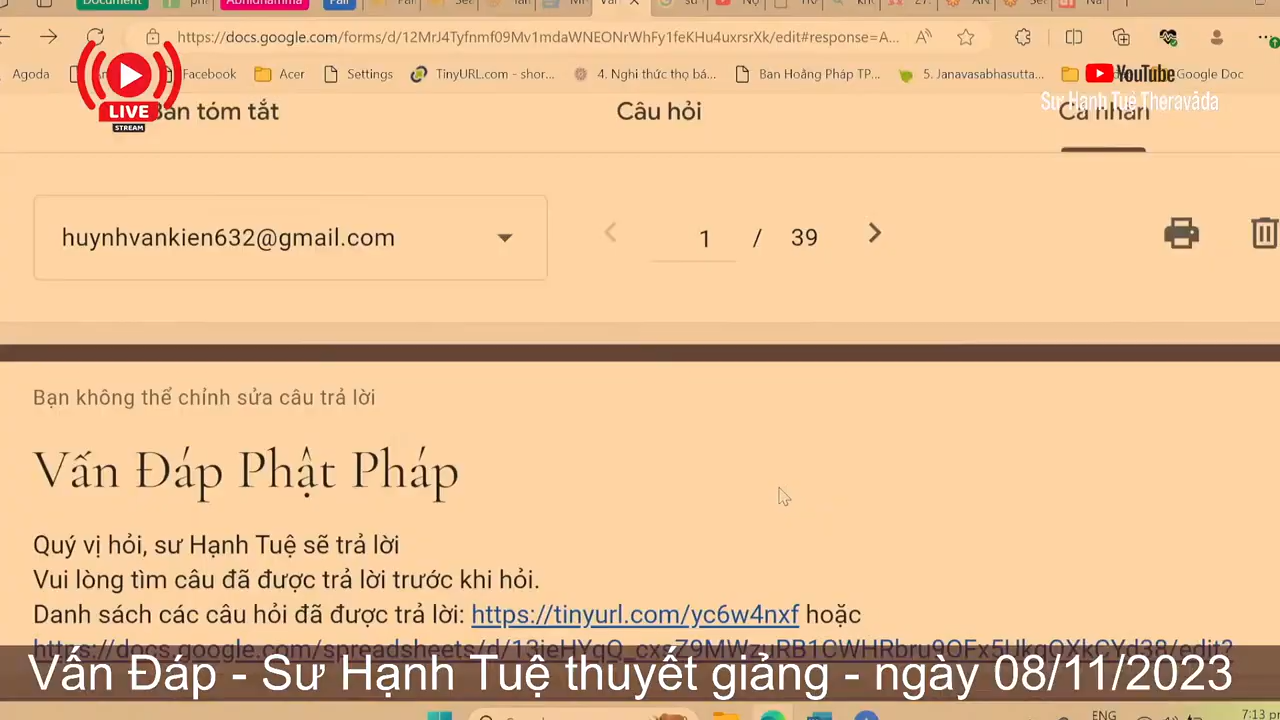 Document
Abhidhamma
Pali
https://docs.google.com/forms/d/12MrJ4Tyfnmf09Mv1mdaWNEONrWhFy1feKHu4uxrsrXk/edit#response=A...
Agoda
Facebook
Acer
Settings
TinyURL.com - shor...
4. Nghi thức thọ bá...
Ban Hoằng Pháp TP...
5. Janavasabhasutta...
Google Doc
LIVE
STREAM
YouTube
Sư Hạnh Tuệ Theravāda
Bản tóm tắt
Câu hỏi
Cá nhân
huynhvankien632@gmail.com
1 / 39
Bạn không thể chỉnh sửa câu trả lời
Vấn Đáp Phật Pháp
Quý vị hỏi, sư Hạnh Tuệ sẽ trả lời
Vui lòng tìm câu đã được trả lời trước khi hỏi.
Danh sách các câu hỏi đã được trả lời: https://tinyurl.com/yc6w4nxf hoặc
Vấn Đáp - Sư Hạnh Tuệ thuyết giảng - ngày 08/11/2023
ENG